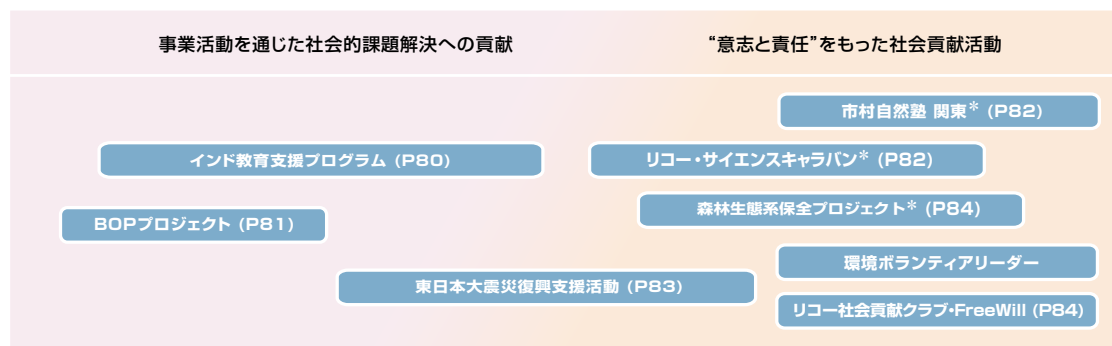 事業活動を通じた社会的課題解決への貢献
“意志と責任”をもった社会貢献活動
市村自然塾 関東* (P82)
インド教育支援プログラム (P80)
リコー・サイエンスキャラバン* (P82)
森林生態系保全プロジェクト* (P84)
BOPプロジェクト (P81)
環境ボランティアリーダー
東日本大震災復興支援活動 (P83)
リコー社会貢献クラブ・FreeWill (P84)